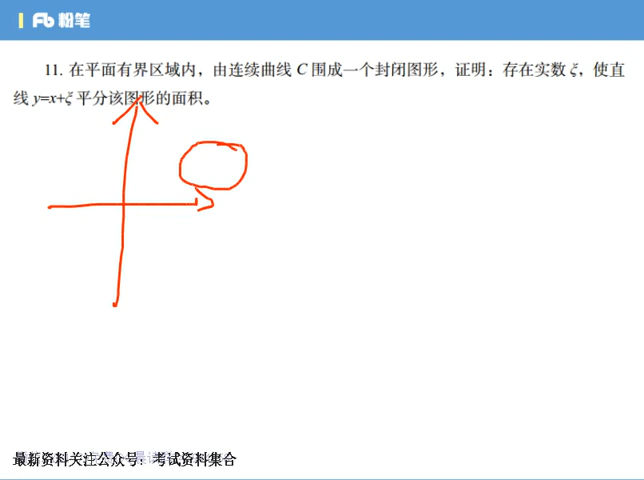 粉笔
11. 在平面有界区域内，由连续曲线 C 围成一个封闭图形，证明：存在实数 ξ，使直
线 y=x+ξ 平分该图形的面积。
最新资料关注公众号：考试资料集合